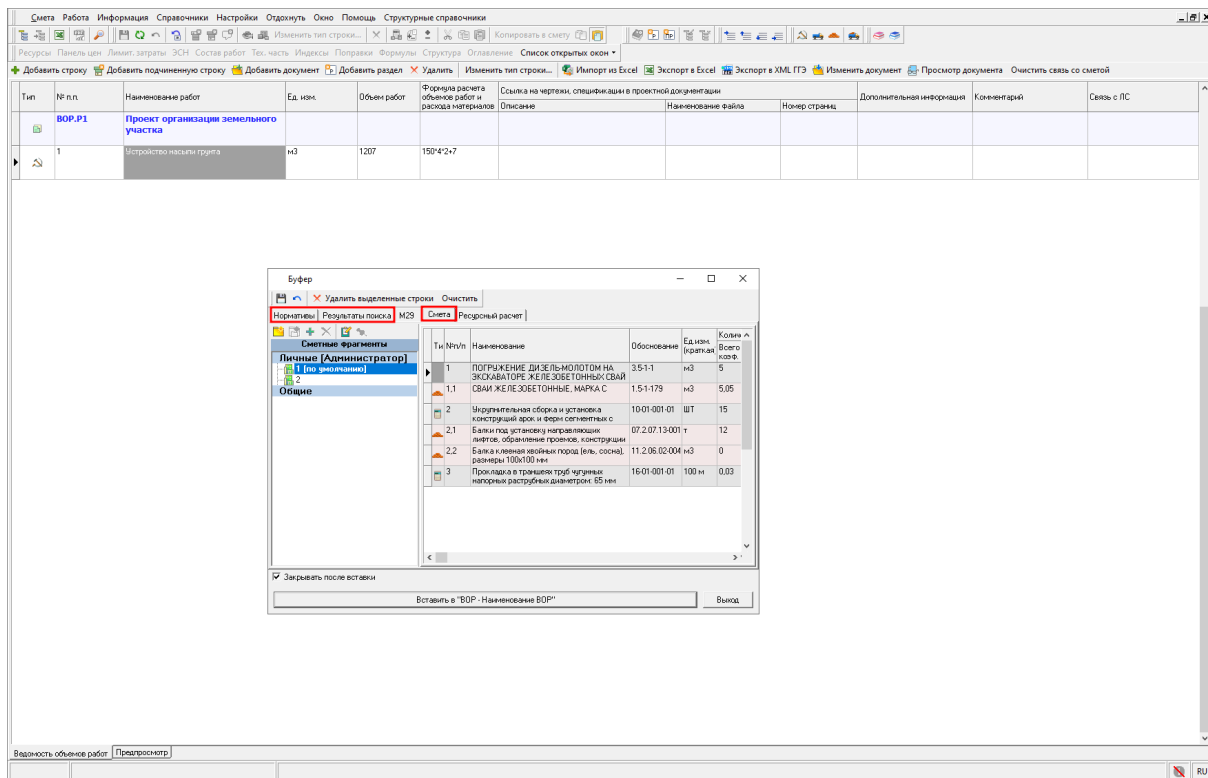 Смета Работа Информация Справочники Настройки Отдохнуть Окно Помощь Структурные справочники
Изменить тип строки... Копировать в смету
Ресурсы Панель цен Лимит. затраты ЭСН Состав работ Тех. часть Индексы Поправки Формулы Структура Оглавление Список открытых окон
Добавить строку Добавить подчиненную строку Добавить документ Добавить раздел Удалить Изменить тип строки... Импорт из Excel Экспорт в Excel Экспорт в XML ГГЭ Изменить документ Просмотр документа Очистить связь со сметой
Тип № п.п. Наименование работ Ед. изм. Объем работ Формула расчета объемов работ и расхода материалов Ссылка на чертежи, спецификации в проектной документации Дополнительная информация Комментарий Связь с ЛС
Описание Наименование файла Номер страниц
ВОР.Р1 Проект организации земельного
участка
1 Устройство насыпи грунта м3 1207 150*4*2+7
Буфер
Удалить выделенные строки Очистить
Нормативы Результаты поиска М29 Смета Ресурсный расчет
Сметные фрагменты
Личные [Администратор]
1 [по умолчанию]
2
Общие
Ти №п/п Наименование Обоснование Ед.изм. (краткая Колич
Всего
коэф.
1 ПОГРУЖЕНИЕ ДИЗЕЛЬ-МОЛОТОМ НА 3.5-1-1 м3 5
ЭКСКАВАТОРЕ ЖЕЛЕЗОБЕТОННЫХ СВАЙ
1,1 СВАИ ЖЕЛЕЗОБЕТОННЫЕ, МАРКА С 1.5-1-179 м3 5,05
2 Укрупнительная сборка и установка 10-01-001-01 ШТ 15
конструкций арок и ферм сегментных с
2,1 Балки под установку направляющих 07.2.07.13-001 т 12
лифтов, обрамление проемов, конструкции
2,2 Балка клееная хвойных пород (ель, сосна), 11.2.06.02-004 м3 0
размеры 100х100 мм
3 Прокладка в траншеях труб чугунных 16-01-001-01 100 м 0,03
напорных раструбных диаметром: 65 мм
Закрывать после вставки
Вставить в "ВОР - Наименование ВОР" Выход
Ведомость объемов работ Предпросмотр
RU